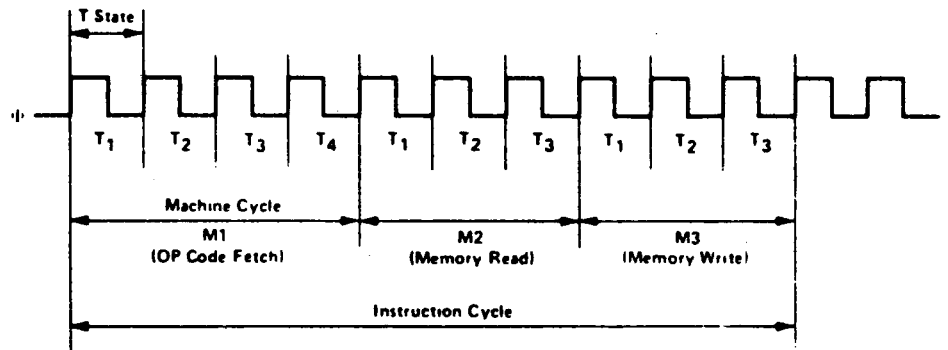 T State
Φ
T1 T2 T3 T4 T1 T2 T3 T1 T2 T3
Machine Cycle
M1 M2 M3
(OP Code Fetch) (Memory Read) (Memory Write)
Instruction Cycle